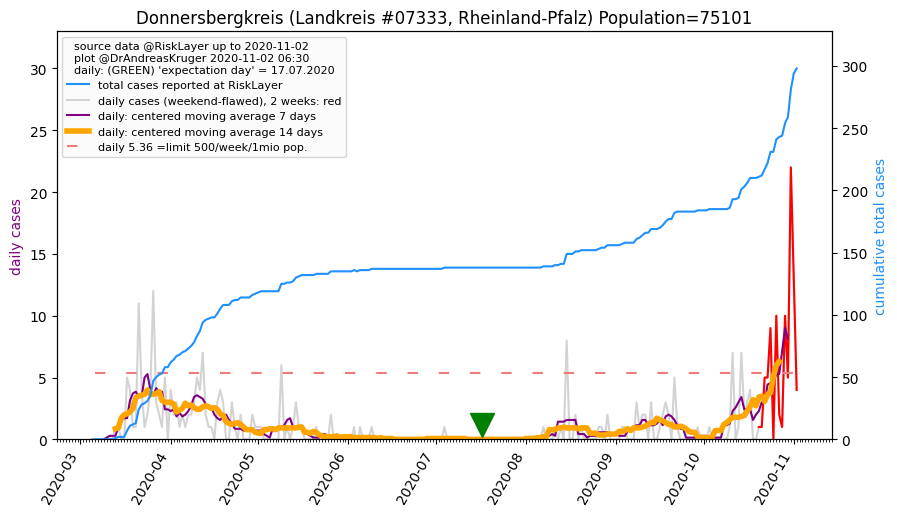 Donnersbergkreis (Landkreis #07333, Rheinland-Pfalz) Population=75101
source data @RiskLayer up to 2020-11-02
plot @DrAndreasKruger 2020-11-02 06:30
daily: (GREEN) 'expectation day' = 17.07.2020
total cases reported at RiskLayer
daily cases (weekend-flawed), 2 weeks: red
daily: centered moving average 7 days
daily: centered moving average 14 days
daily 5.36 =limit 500/week/1mio pop.
daily cases
30
25
20
15
10
5
0
cumulative total cases
300
250
200
150
100
50
0
2020-03
2020-04
2020-05
2020-06
2020-07
2020-08
2020-09
2020-10
2020-11